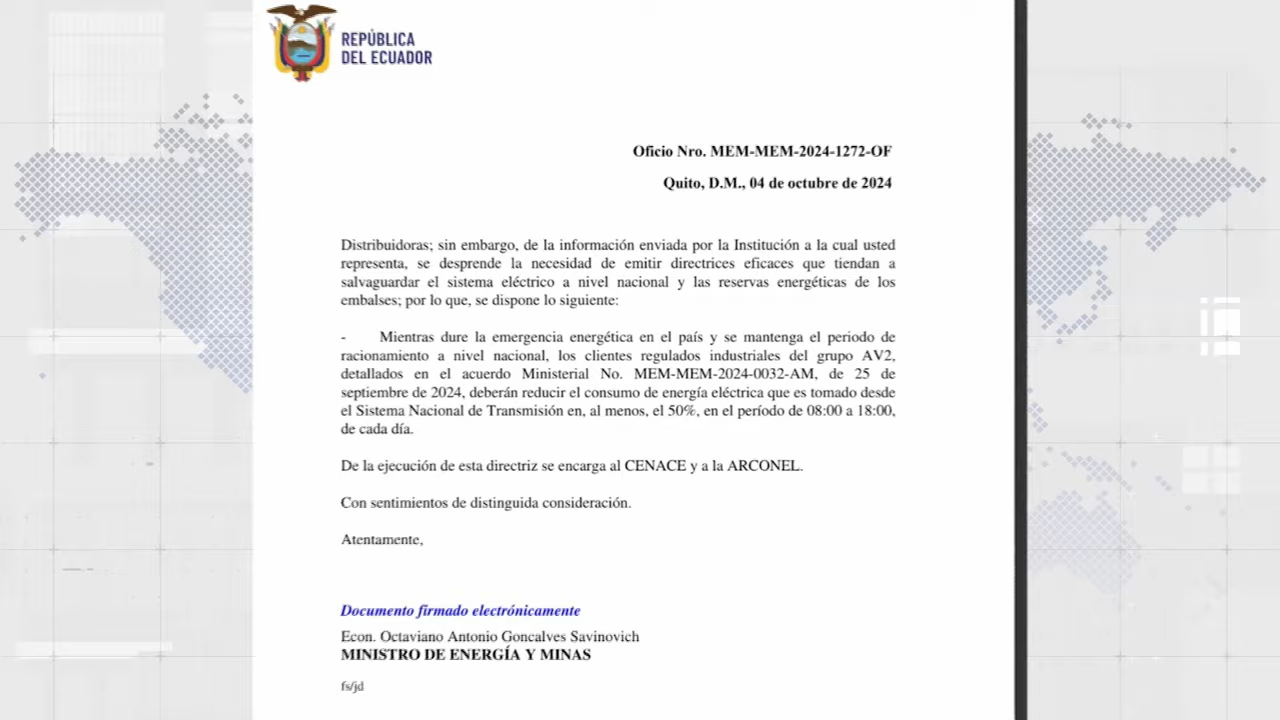 REPÚBLICA
DEL ECUADOR
Oficio Nro. MEM-MEM-2024-1272-OF
Quito, D.M., 04 de octubre de 2024
Distribuidoras; sin embargo, de la información enviada por la Institución a la cual usted
representa, se desprende la necesidad de emitir directrices eficaces que tiendan a
salvaguardar el sistema eléctrico a nivel nacional y las reservas energéticas de los
embalses; por lo que, se dispone lo siguiente:
- Mientras dure la emergencia energética en el país y se mantenga el periodo de
racionamiento a nivel nacional, los clientes regulados industriales del grupo AV2,
detallados en el acuerdo Ministerial No. MEM-MEM-2024-0032-AM, de 25 de
septiembre de 2024, deberán reducir el consumo de energía eléctrica que es tomado desde
el Sistema Nacional de Transmisión en, al menos, el 50%, en el período de 08:00 a 18:00,
de cada día.
De la ejecución de esta directriz se encarga al CENACE y a la ARCONEL.
Con sentimientos de distinguida consideración.
Atentamente,
Documento firmado electrónicamente
Econ. Octaviano Antonio Goncalves Savinovich
MINISTRO DE ENERGÍA Y MINAS
fs/jd